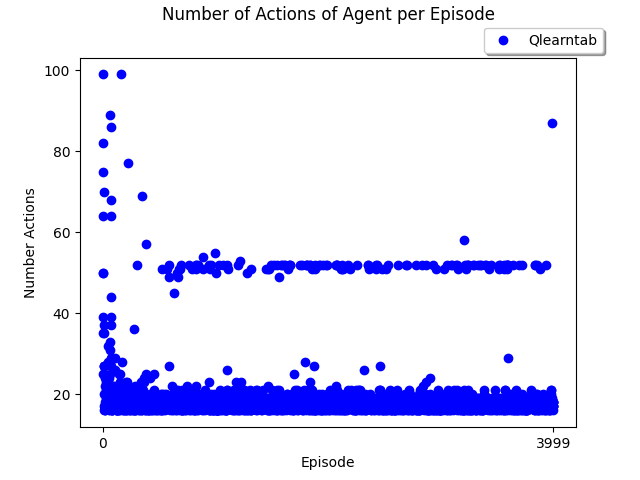 Number of Actions of Agent per Episode
Qlearntab
100
80
60
40
20
Number Actions
0
3999
Episode